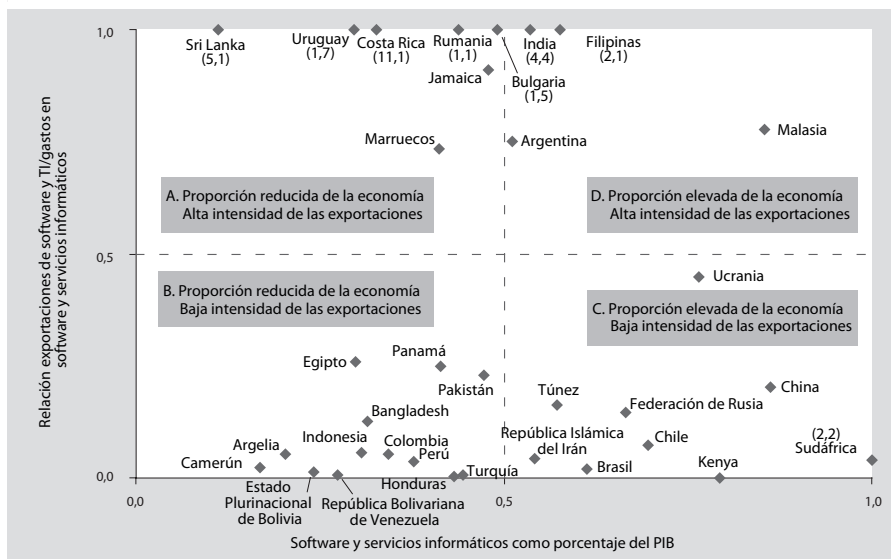 Relación exportaciones de software y TI/gastos en
software y servicios informáticos
1,0
0,5
0,0
Sri Lanka
(5,1)
Uruguay
(1,7)
Costa Rica
(11,1)
Rumania
(1,1)
Bulgaria
(1,5)
India
(4,4)
Filipinas
(2,1)
Jamaica
Marruecos
Argentina
Malasia
A. Proporción reducida de la economía
Alta intensidad de las exportaciones
D. Proporción elevada de la economía
Alta intensidad de las exportaciones
B. Proporción reducida de la economía
Baja intensidad de las exportaciones
Ucrania
C. Proporción elevada de la economía
Baja intensidad de las exportaciones
Egipto
Panamá
Pakistán
Túnez
China
Bangladesh
Federación de Rusia
Argelia
Indonesia
Colombia
Perú
República Islámica
del Irán
Chile
(2,2)
Sudáfrica
Camerún
Honduras
Turquía
Brasil
Kenya
Estado
Plurinacional
de Bolivia
República Bolivariana
de Venezuela
0,0
0,5
1,0
Software y servicios informáticos como porcentaje del PIB